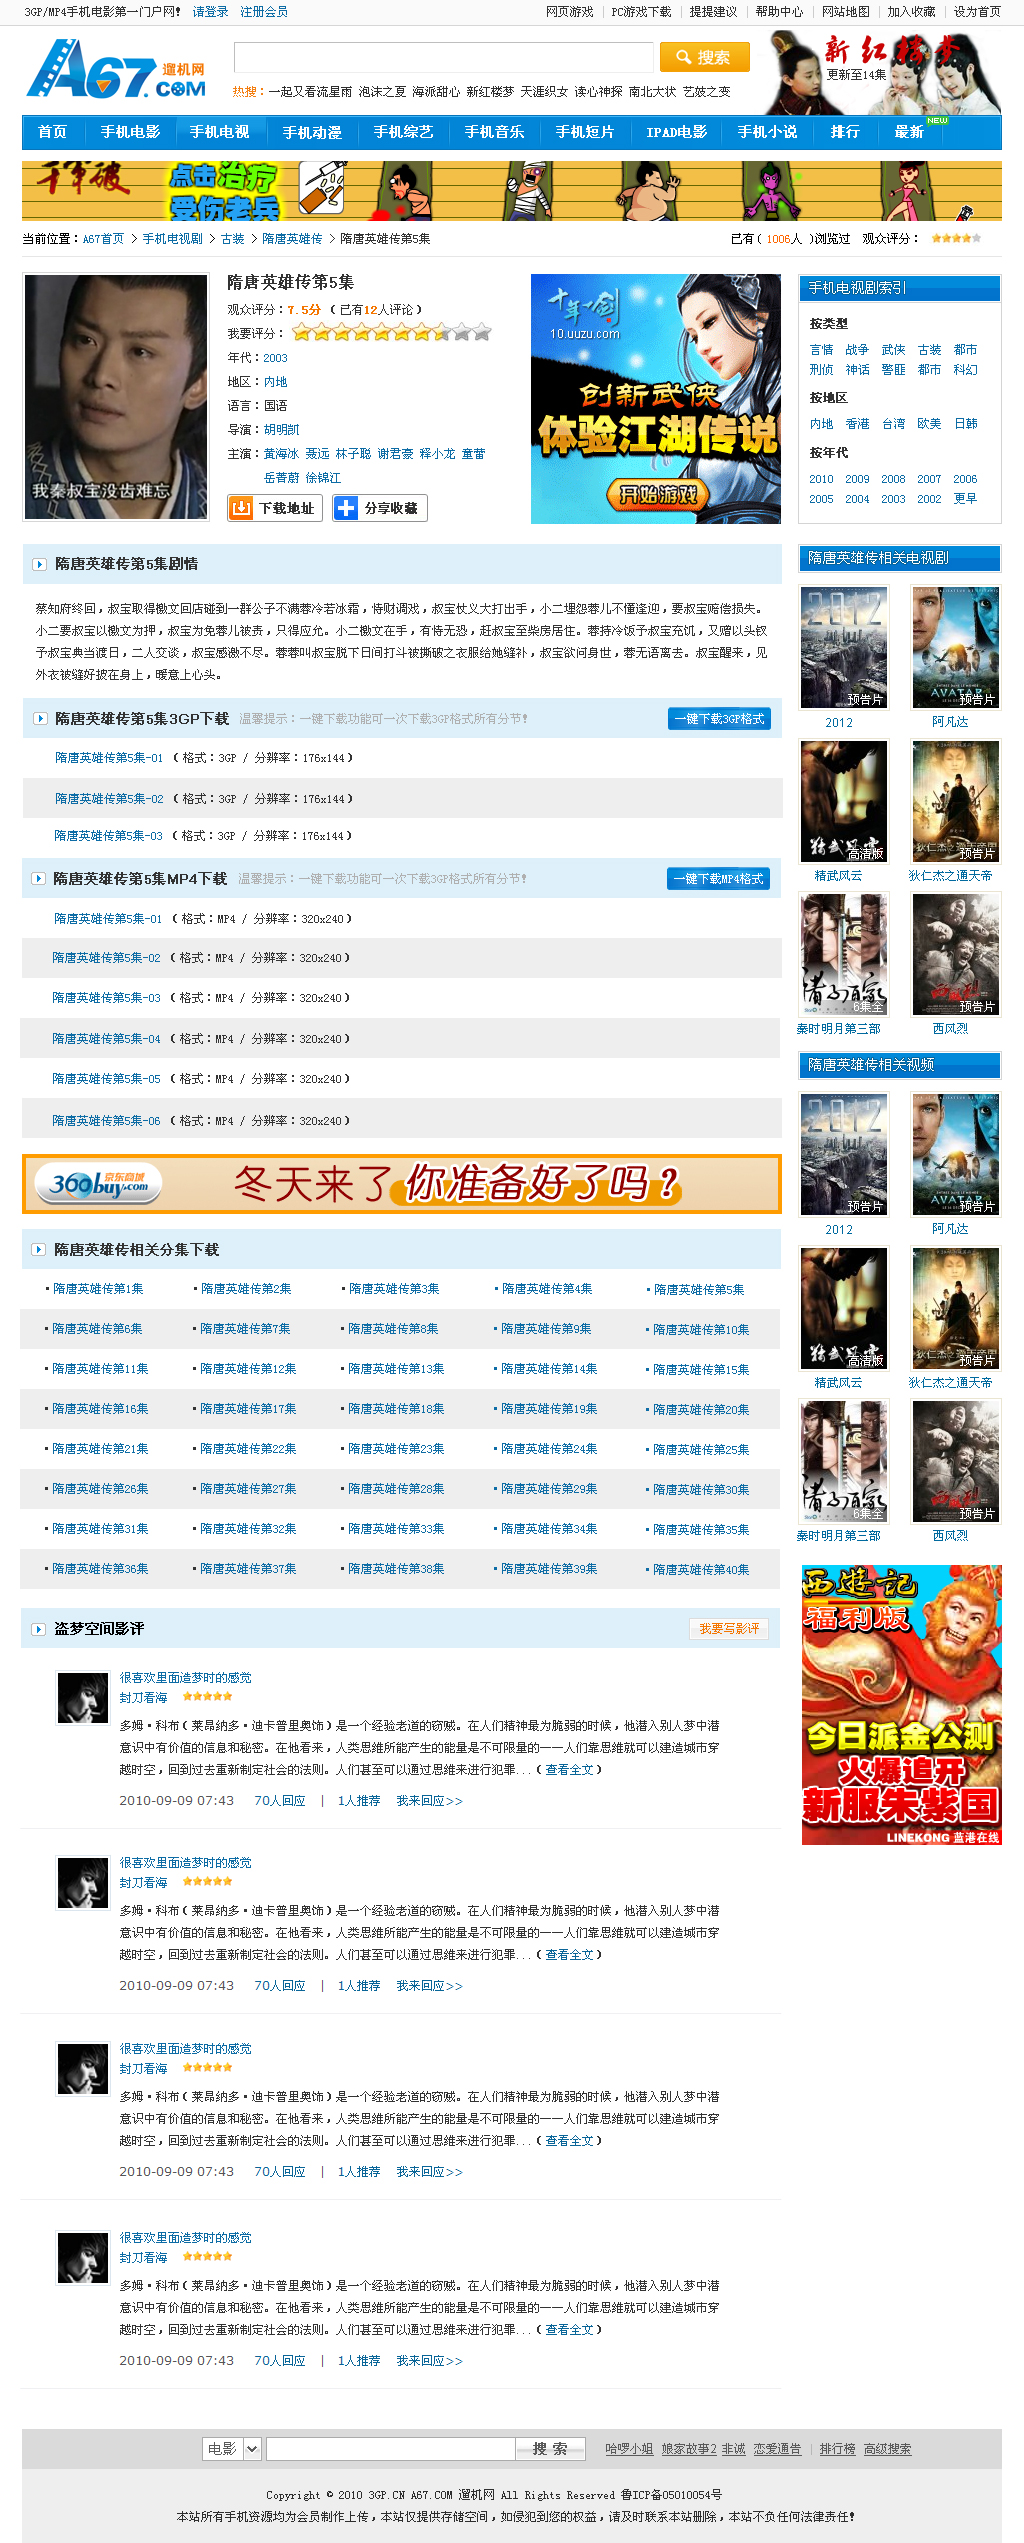 3GP/MP4手机电影第一门户网! 请登录 注册会员 网页游戏 | PC游戏下载 | 提提建议 | 帮助中心 | 网站地图 | 加入收藏 | 设为首页
A67.COM 遛机网
搜索
新红楼梦
更新至14集
热搜：一起又看流星雨 泡沫之夏 海派甜心 新红楼梦 天涯织女 读心神探 南北大状 艺妓之变
首页 手机电影 手机电视 手机动漫 手机综艺 手机音乐 手机短片 IPAD电影 手机小说 排行 最新 NEW
点击治疗
受伤老兵
当前位置：A67首页 > 手机电视剧 > 古装 > 隋唐英雄传 > 隋唐英雄传第5集 已有( 1006人 )浏览过 观众评分：
隋唐英雄传第5集
观众评分：7.5分 （已有12人评论）
我要评分：
年代：2003
地区：内地
语言：国语
导演：胡明凯
主演：黄海冰 聂远 林子聪 谢君豪 释小龙 童蕾
岳菁蔚 徐锦江
下载地址 分享收藏
我秦叔宝没齿难忘
十年一剑
10.uuzu.com
创新武侠
体验江湖传说
开始游戏
手机电视剧索引
按类型
言情 战争 武侠 古装 都市
刑侦 神话 警匪 都市 科幻
按地区
内地 香港 台湾 欧美 日韩
按年代
2010 2009 2008 2007 2006
2005 2004 2003 2002 更早
隋唐英雄传第5集剧情
蔡知府终回，叔宝取得檄文回店碰到一群公子不满蓉冷若冰霜，恃财调戏，叔宝仗义大打出手，小二埋怨蓉儿不懂逢迎，要叔宝赔偿损失。
小二要叔宝以檄文为押，叔宝为免蓉儿被责，只得应允。小二檄文在手，有恃无恐，赶叔宝至柴房居住。蓉持冷饭予叔宝充饥，又赠以头钗
予叔宝典当渡日，二人交谈，叔宝感激不尽。蓉蓉叫叔宝脱下日间打斗被撕破之衣服给她缝补，叔宝欲问身世，蓉无语离去。叔宝醒来，见
外衣被缝好披在身上，暖意上心头。
隋唐英雄传第5集3GP下载 温馨提示：一键下载功能可一次下载3GP格式所有分节! 一键下载3GP格式
隋唐英雄传第5集-01 （格式：3GP / 分辨率：176x144）
隋唐英雄传第5集-02 （格式：3GP / 分辨率：176x144）
隋唐英雄传第5集-03 （格式：3GP / 分辨率：176x144）
隋唐英雄传第5集MP4下载 温馨提示：一键下载功能可一次下载3GP格式所有分节! 一键下载MP4格式
隋唐英雄传第5集-01 （格式：MP4 / 分辨率：320x240）
隋唐英雄传第5集-02 （格式：MP4 / 分辨率：320x240）
隋唐英雄传第5集-03 （格式：MP4 / 分辨率：320x240）
隋唐英雄传第5集-04 （格式：MP4 / 分辨率：320x240）
隋唐英雄传第5集-05 （格式：MP4 / 分辨率：320x240）
隋唐英雄传第5集-06 （格式：MP4 / 分辨率：320x240）
隋唐英雄传相关电视剧
2012 AVATAR
预告片 预告片
2012 阿凡达
高清版 预告片
精武风云 狄仁杰之通天帝
6集全 预告片
秦时明月第三部 西风烈
隋唐英雄传相关视频
2012 AVATAR
预告片 预告片
2012 阿凡达
高清版 预告片
精武风云 狄仁杰之通天帝
6集全 预告片
秦时明月第三部 西风烈
360buy.com 京东商城 冬天来了 你准备好了吗？
隋唐英雄传相关分集下载
隋唐英雄传第1集 隋唐英雄传第2集 隋唐英雄传第3集 隋唐英雄传第4集 隋唐英雄传第5集
隋唐英雄传第6集 隋唐英雄传第7集 隋唐英雄传第8集 隋唐英雄传第9集 隋唐英雄传第10集
隋唐英雄传第11集 隋唐英雄传第12集 隋唐英雄传第13集 隋唐英雄传第14集 隋唐英雄传第15集
隋唐英雄传第16集 隋唐英雄传第17集 隋唐英雄传第18集 隋唐英雄传第19集 隋唐英雄传第20集
隋唐英雄传第21集 隋唐英雄传第22集 隋唐英雄传第23集 隋唐英雄传第24集 隋唐英雄传第25集
隋唐英雄传第26集 隋唐英雄传第27集 隋唐英雄传第28集 隋唐英雄传第29集 隋唐英雄传第30集
隋唐英雄传第31集 隋唐英雄传第32集 隋唐英雄传第33集 隋唐英雄传第34集 隋唐英雄传第35集
隋唐英雄传第36集 隋唐英雄传第37集 隋唐英雄传第38集 隋唐英雄传第39集 隋唐英雄传第40集
西遊記
福利版
今日派金公测
火爆追开
新服朱紫国
LINEKONG 蓝港在线
盗梦空间影评 我要写影评
很喜欢里面造梦时的感觉
封刀看海
多姆·科布（莱昂纳多·迪卡普里奥饰）是一个经验老道的窃贼。在人们精神最为脆弱的时候，他潜入别人梦中潜
意识中有价值的信息和秘密。在他看来，人类思维所能产生的能量是不可限量的——人们靠思维就可以建造城市穿
越时空，回到过去重新制定社会的法则。人们甚至可以通过思维来进行犯罪...（查看全文）
2010-09-09 07:43 70人回应 | 1人推荐 我来回应>>
很喜欢里面造梦时的感觉
封刀看海
多姆·科布（莱昂纳多·迪卡普里奥饰）是一个经验老道的窃贼。在人们精神最为脆弱的时候，他潜入别人梦中潜
意识中有价值的信息和秘密。在他看来，人类思维所能产生的能量是不可限量的——人们靠思维就可以建造城市穿
越时空，回到过去重新制定社会的法则。人们甚至可以通过思维来进行犯罪...（查看全文）
2010-09-09 07:43 70人回应 | 1人推荐 我来回应>>
很喜欢里面造梦时的感觉
封刀看海
多姆·科布（莱昂纳多·迪卡普里奥饰）是一个经验老道的窃贼。在人们精神最为脆弱的时候，他潜入别人梦中潜
意识中有价值的信息和秘密。在他看来，人类思维所能产生的能量是不可限量的——人们靠思维就可以建造城市穿
越时空，回到过去重新制定社会的法则。人们甚至可以通过思维来进行犯罪...（查看全文）
2010-09-09 07:43 70人回应 | 1人推荐 我来回应>>
很喜欢里面造梦时的感觉
封刀看海
多姆·科布（莱昂纳多·迪卡普里奥饰）是一个经验老道的窃贼。在人们精神最为脆弱的时候，他潜入别人梦中潜
意识中有价值的信息和秘密。在他看来，人类思维所能产生的能量是不可限量的——人们靠思维就可以建造城市穿
越时空，回到过去重新制定社会的法则。人们甚至可以通过思维来进行犯罪...（查看全文）
2010-09-09 07:43 70人回应 | 1人推荐 我来回应>>
电影 搜索 哈啰小姐 娘家故事2 非诚 恋爱通告 | 排行榜 高级搜索
Copyright © 2010 3GP.CN A67.COM 遛机网 All Rights Reserved 鲁ICP备05010054号
本站所有手机资源均为会员制作上传，本站仅提供存储空间，如侵犯到您的权益，请及时联系本站删除，本站不负任何法律责任!